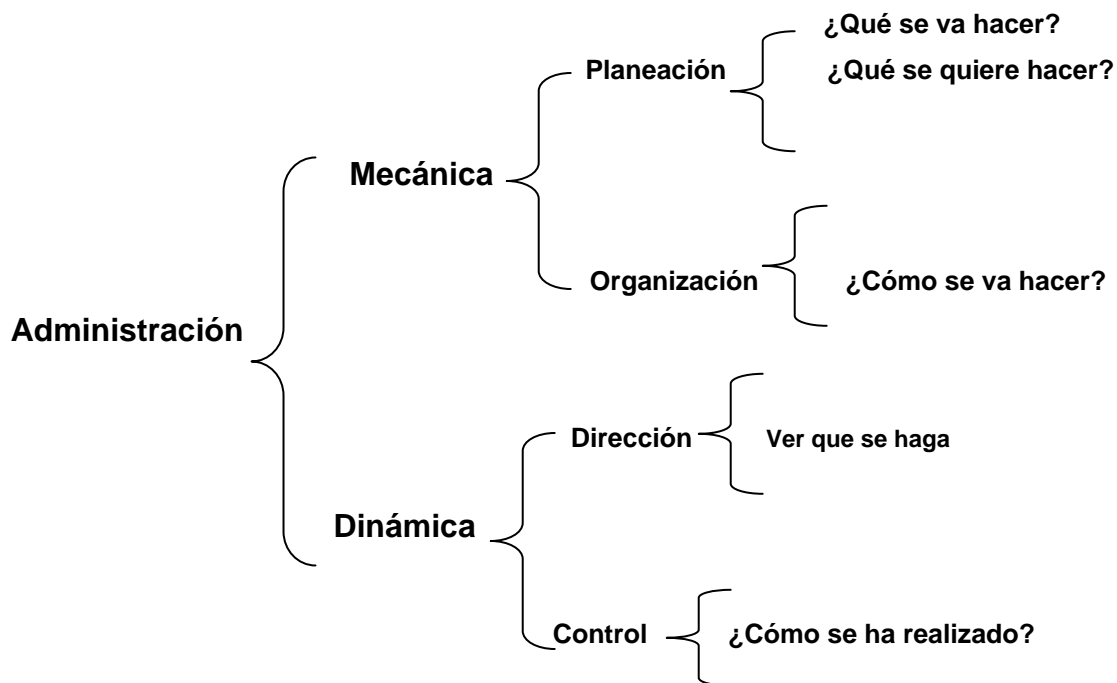 ¿Qué se va hacer?
Planeación
¿Qué se quiere hacer?
Mecánica
Organización
¿Cómo se va hacer?
Administración
Dirección
Ver que se haga
Dinámica
Control
¿Cómo se ha realizado?